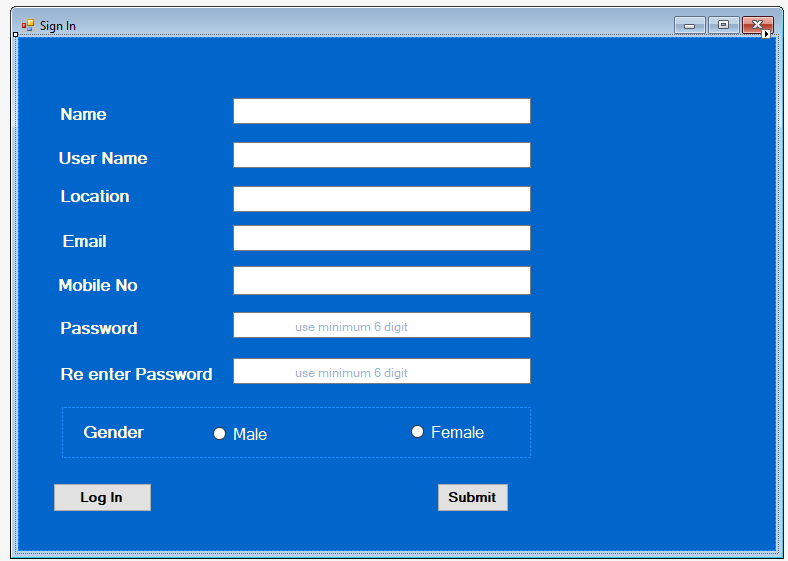 Sign In
Name
User Name
Location
Email
Mobile No
Password use minimum 6 digit
Re enter Password use minimum 6 digit
Gender Male Female
Log In Submit